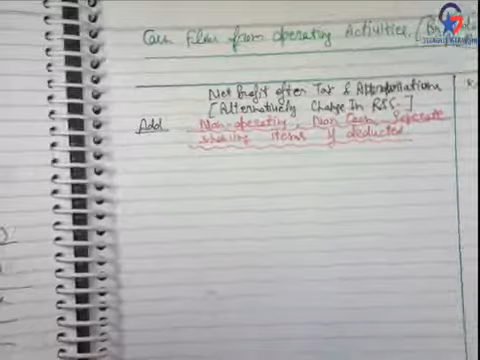 Cash Flow from operating Activities (By
Net Profit after Tax & Appropriations
[Alternatively Change In R&S.]
Add Non-operating, Non Cash, Separate
showing items if deducted